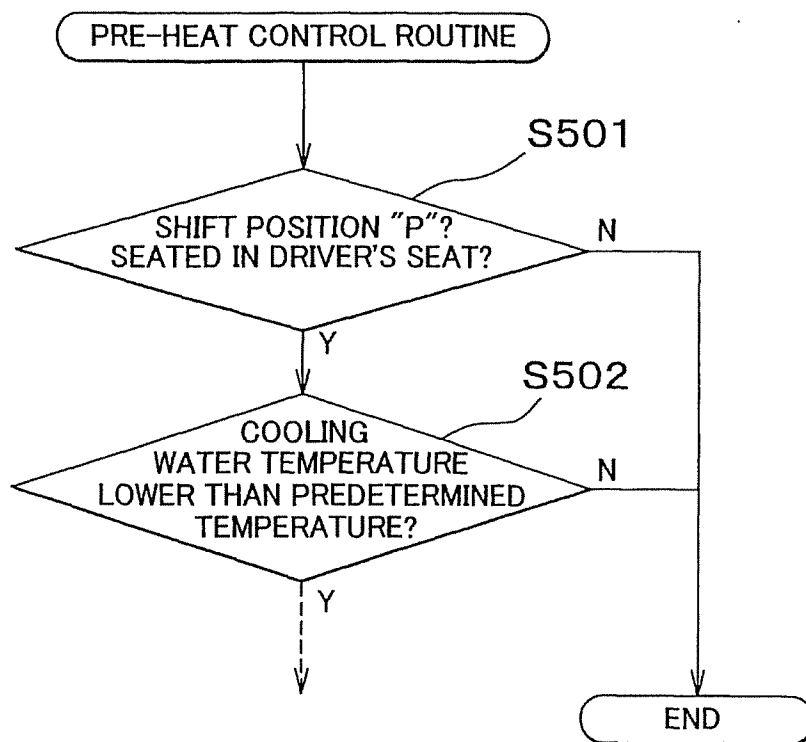 PRE-HEAT CONTROL ROUTINE
S501
SHIFT POSITION "P"?
SEATED IN DRIVER'S SEAT?
N
Y
S502
COOLING
WATER TEMPERATURE
LOWER THAN PREDETERMINED
TEMPERATURE?
N
Y
END